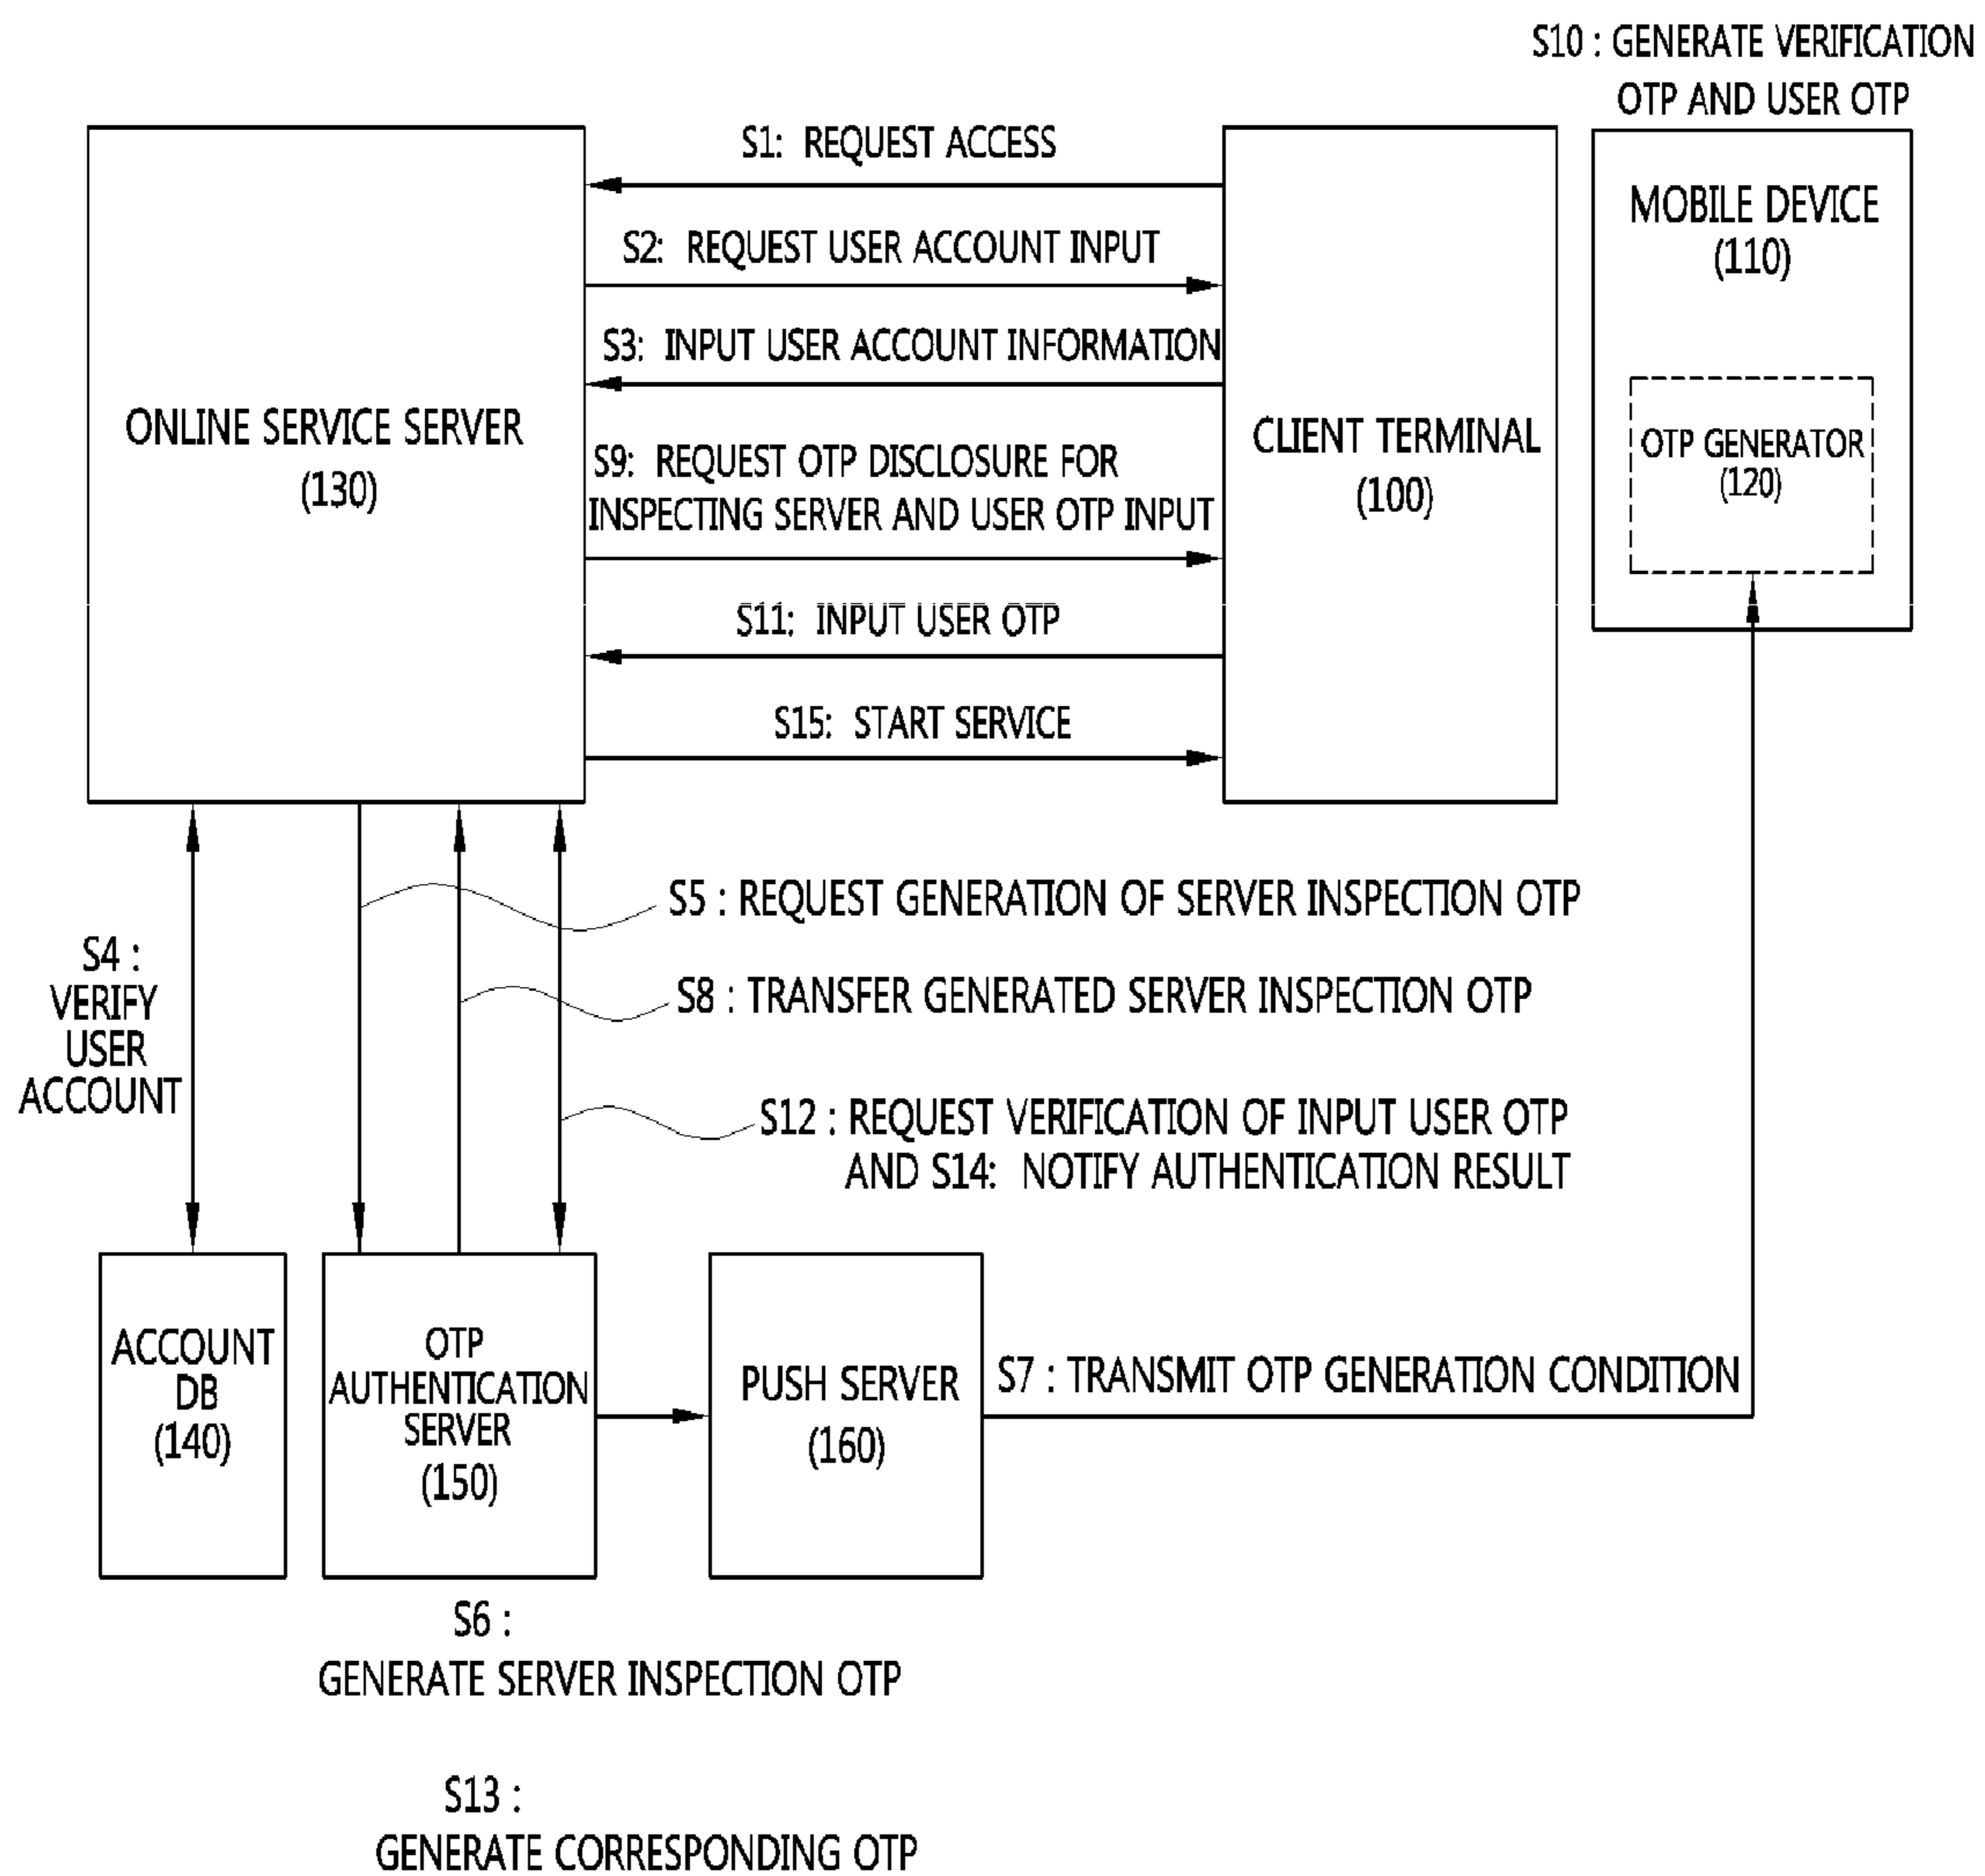 S10 : GENERATE VERIFICATION
OTP AND USER OTP
S1: REQUEST ACCESS
S2: REQUEST USER ACCOUNT INPUT
S3: INPUT USER ACCOUNT INFORMATION
S9: REQUEST OTP DISCLOSURE FOR
INSPECTING SERVER AND USER OTP INPUT
S11; INPUT USER OTP
S15: START SERVICE
ONLINE SERVICE SERVER
(130)
CLIENT TERMINAL
(100)
MOBILE DEVICE
(110)
OTP GENERATOR
(120)
S4 :
VERIFY
USER
ACCOUNT
S5 : REQUEST GENERATION OF SERVER INSPECTION OTP
S8 : TRANSFER GENERATED SERVER INSPECTION OTP
S12 : REQUEST VERIFICATION OF INPUT USER OTP
AND S14: NOTIFY AUTHENTICATION RESULT
ACCOUNT
DB
(140)
OTP
AUTHENTICATION
SERVER
(150)
PUSH SERVER
(160)
S7 : TRANSMIT OTP GENERATION CONDITION
S6 :
GENERATE SERVER INSPECTION OTP
S13 :
GENERATE CORRESPONDING OTP